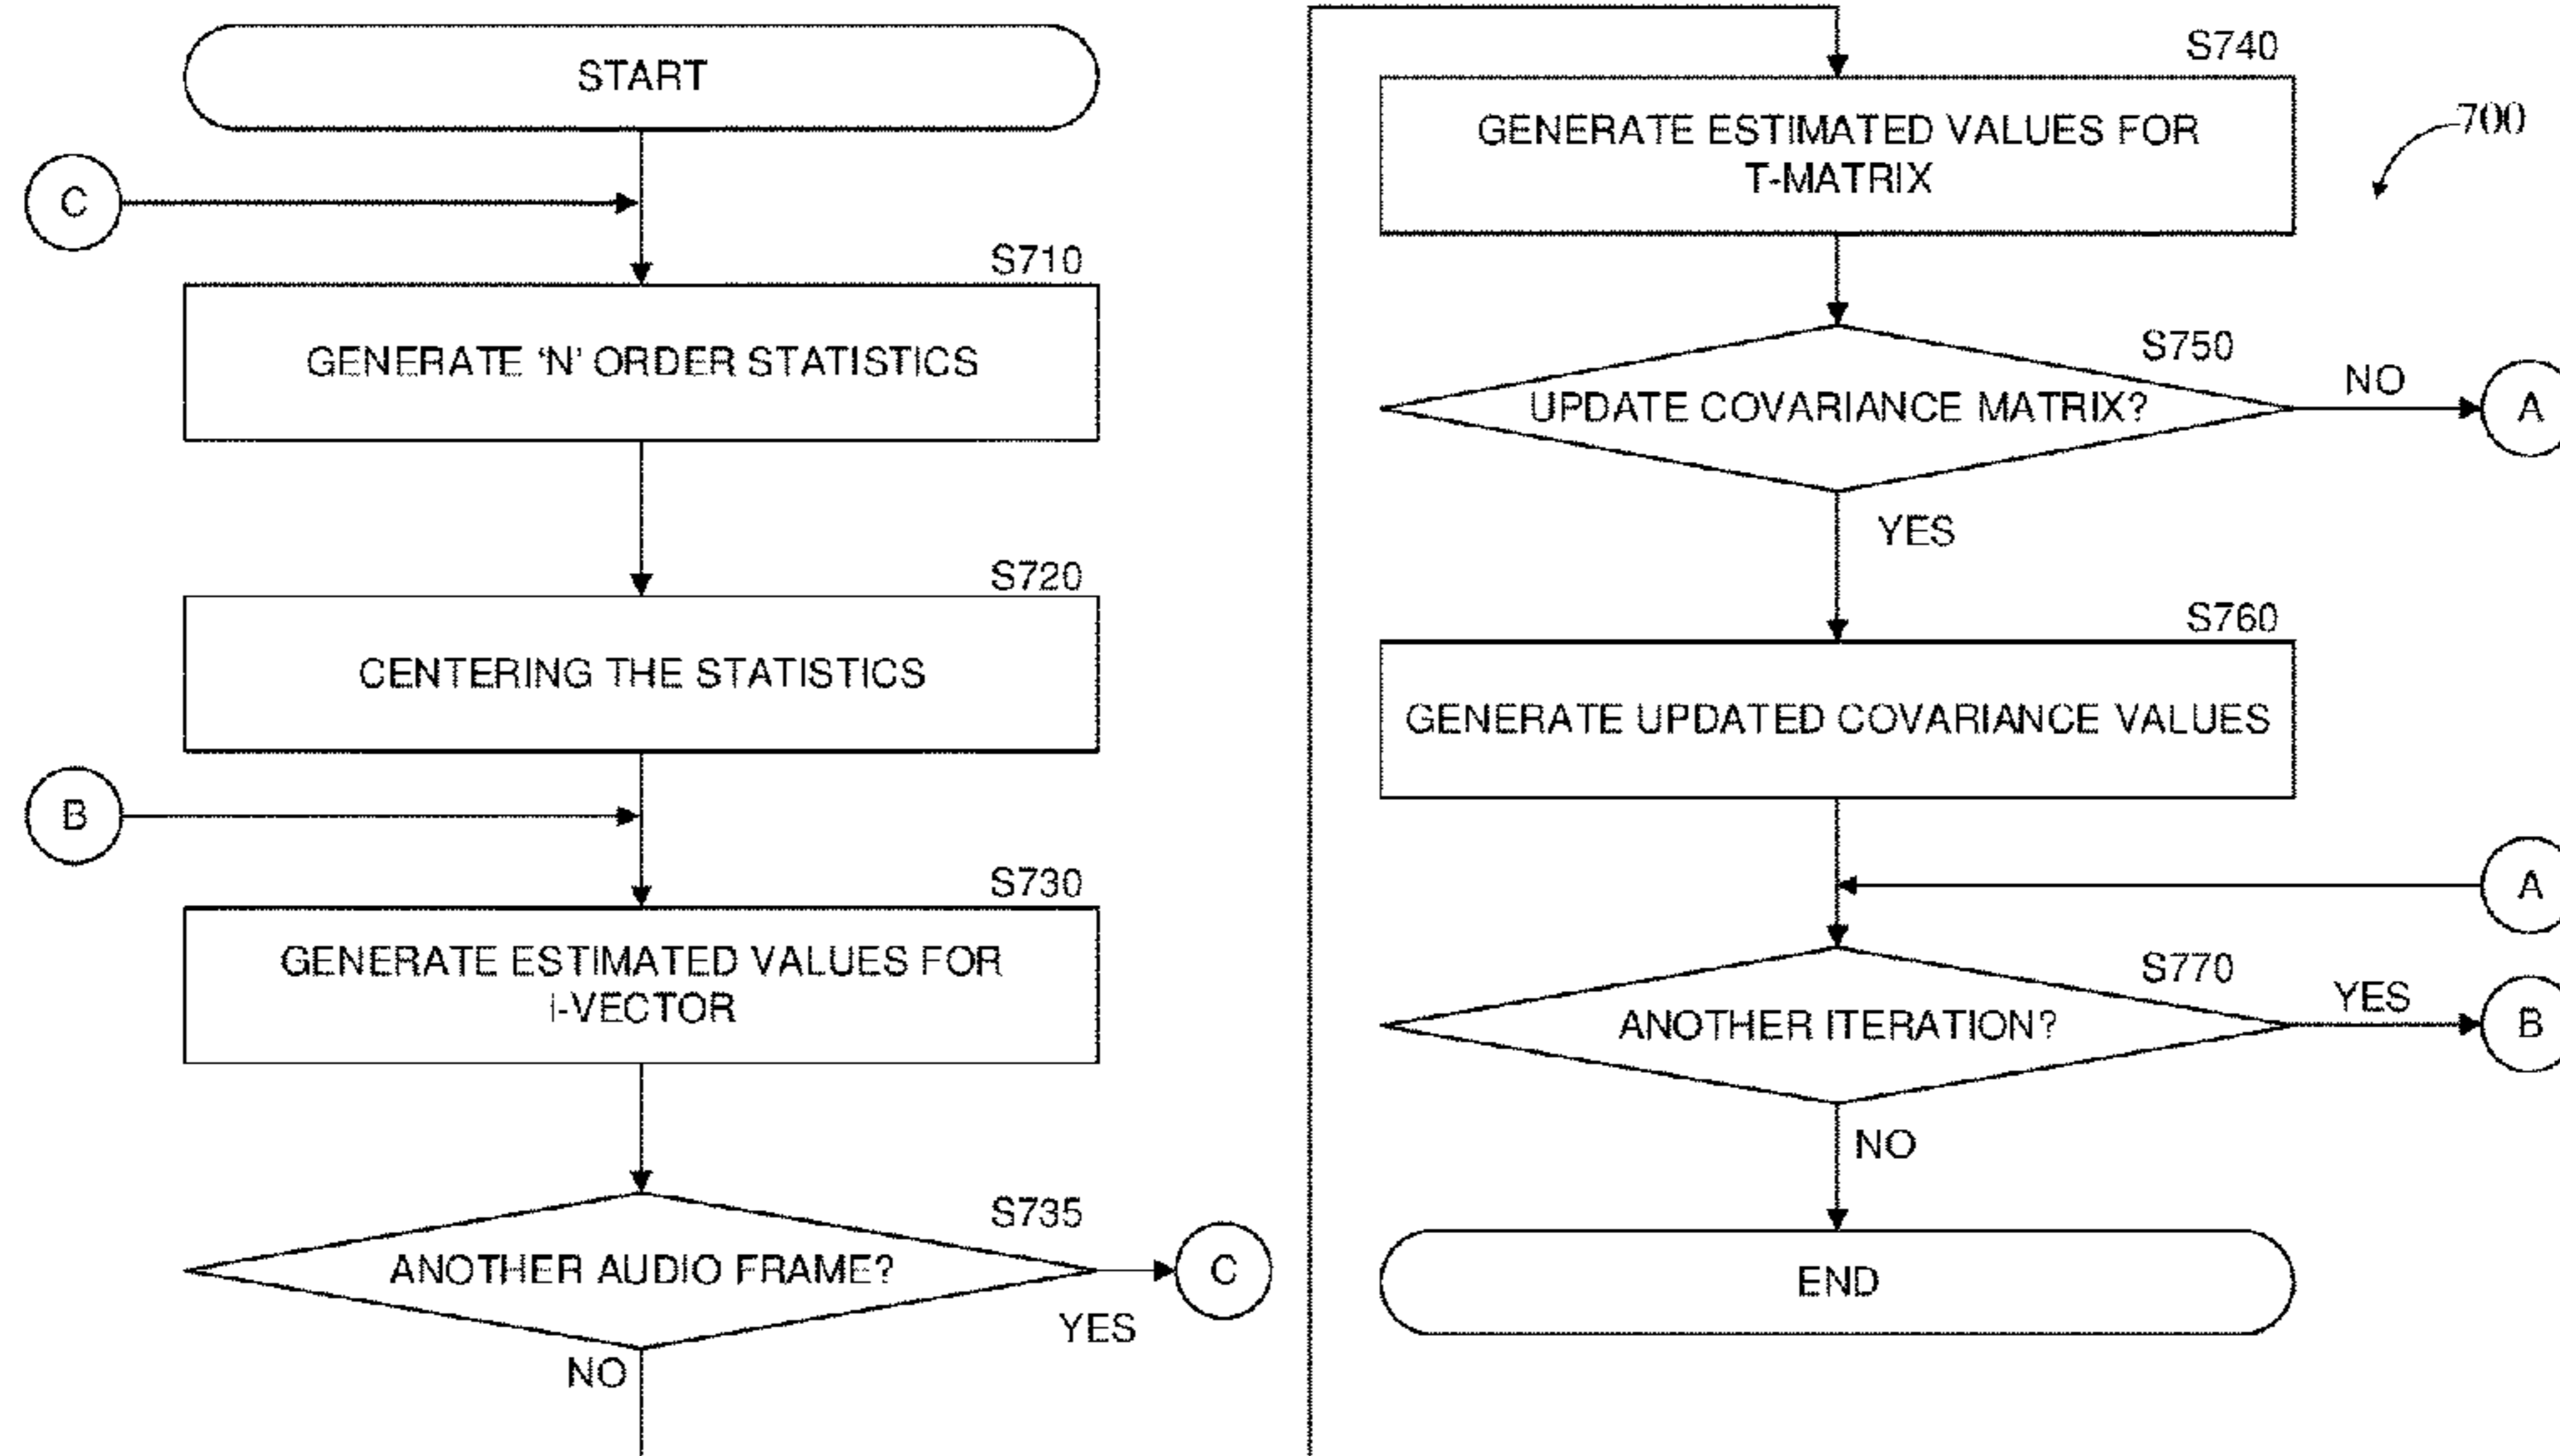 START
C
S710
GENERATE ‘N’ ORDER STATISTICS
S720
CENTERING THE STATISTICS
B
S730
GENERATE ESTIMATED VALUES FOR
i-VECTOR
S735
ANOTHER AUDIO FRAME?
C
YES
NO
S740
GENERATE ESTIMATED VALUES FOR
T-MATRIX
700
S750
UPDATE COVARIANCE MATRIX?
NO
A
YES
S760
GENERATE UPDATED COVARIANCE VALUES
A
S770
ANOTHER ITERATION?
YES
B
NO
END